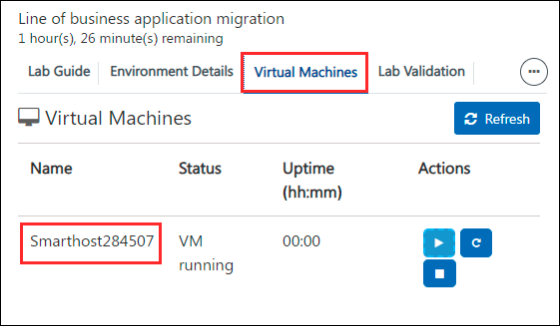 Line of business application migration
1 hour(s), 26 minute(s) remaining
Lab Guide Environment Details Virtual Machines Lab Validation
Virtual Machines Refresh
Name Status Uptime (hh:mm) Actions
Smarthost284507 VM running 00:00